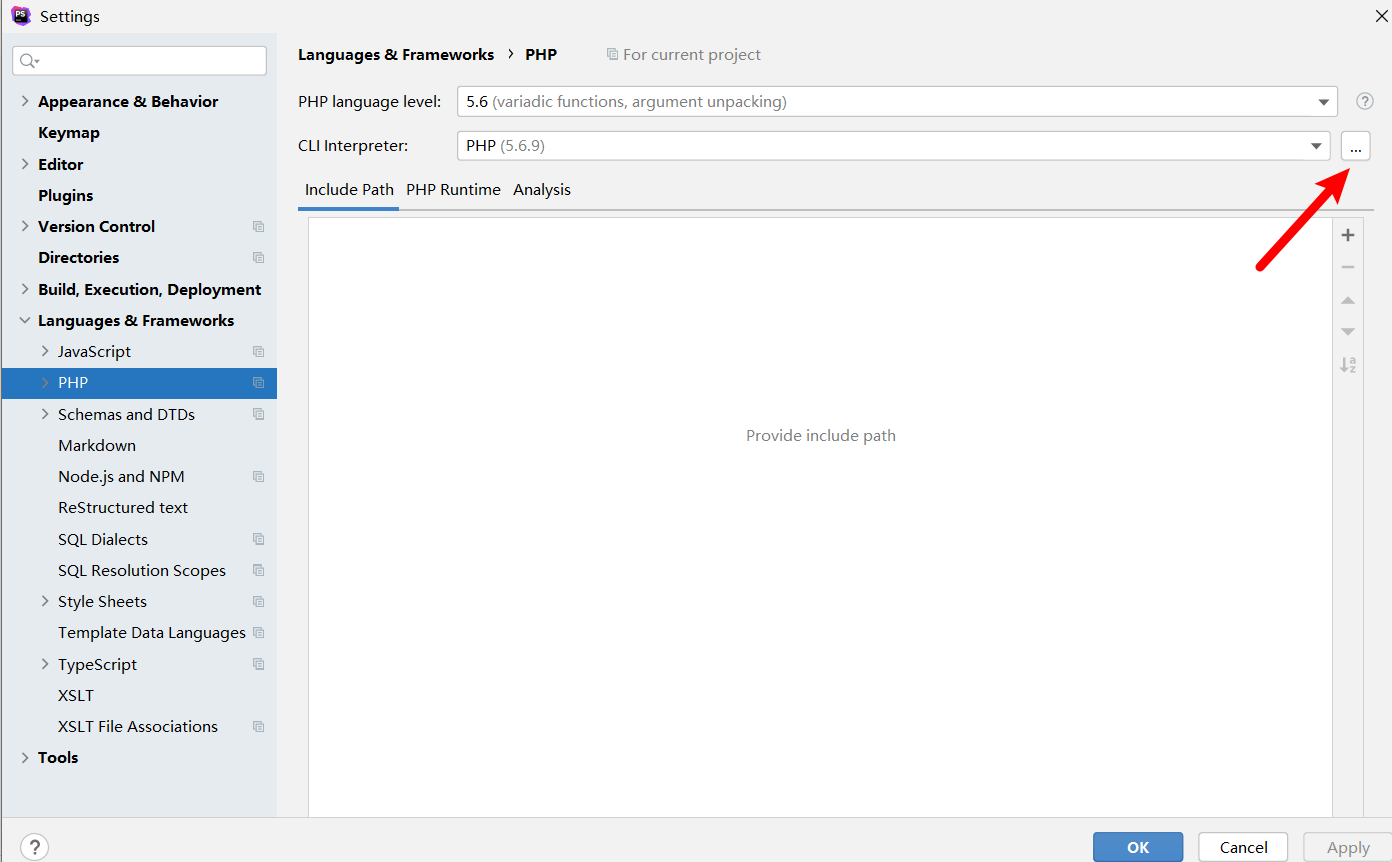 PS
Settings
Languages & Frameworks › PHP For current project
Appearance & Behavior
Keymap
Editor
Plugins
Version Control
Directories
Build, Execution, Deployment
Languages & Frameworks
JavaScript
PHP
Schemas and DTDs
Markdown
Node.js and NPM
ReStructured text
SQL Dialects
SQL Resolution Scopes
Style Sheets
Template Data Languages
TypeScript
XSLT
XSLT File Associations
Tools
PHP language level: 5.6 (variadic functions, argument unpacking) ?
CLI Interpreter: PHP (5.6.9) ...
Include Path PHP Runtime Analysis
Provide include path
? OK Cancel Apply